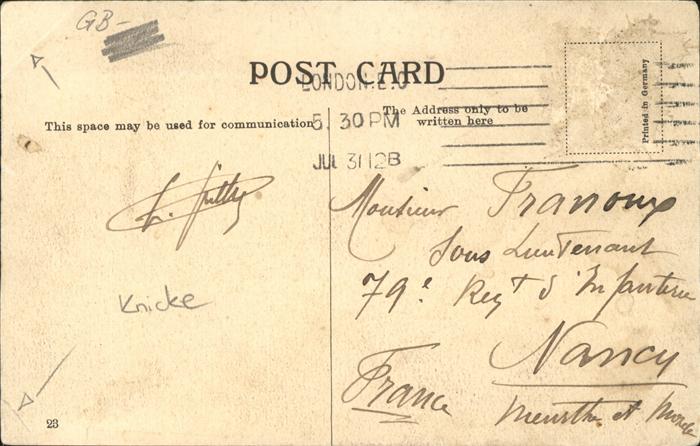 GB-
POST CARD
LONDON. E.C
5. 30 PM
JUL 31 12B
This space may be used for communication
The Address only to be
written here
Printed in Germany
Monsieur
Sous Lieutenant
79e Regt d'Infanterie
Nancy
France
Meurthe et Mos
Knicke
23